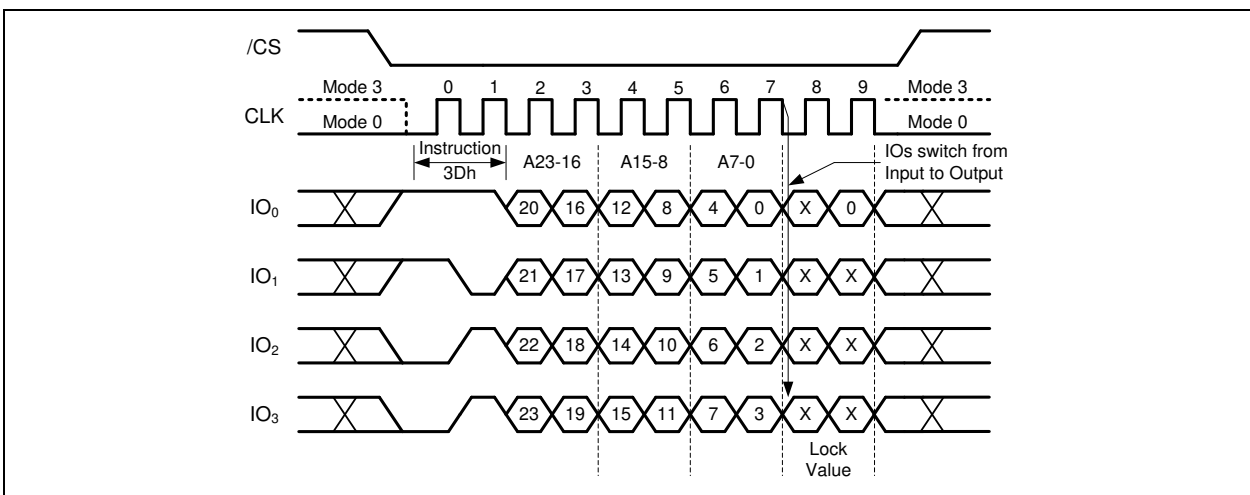 /CS
Mode 3 0 1 2 3 4 5 6 7 8 9 Mode 3
CLK
Mode 0 Mode 0
Instruction
3Dh
A23-16 A15-8 A7-0
IOs switch from
Input to Output
IO₀ 20 16 12 8 4 0 X 0
IO₁ 21 17 13 9 5 1 X X
IO₂ 22 18 14 10 6 2 X X
IO₃ 23 19 15 11 7 3 X X
Lock
Value